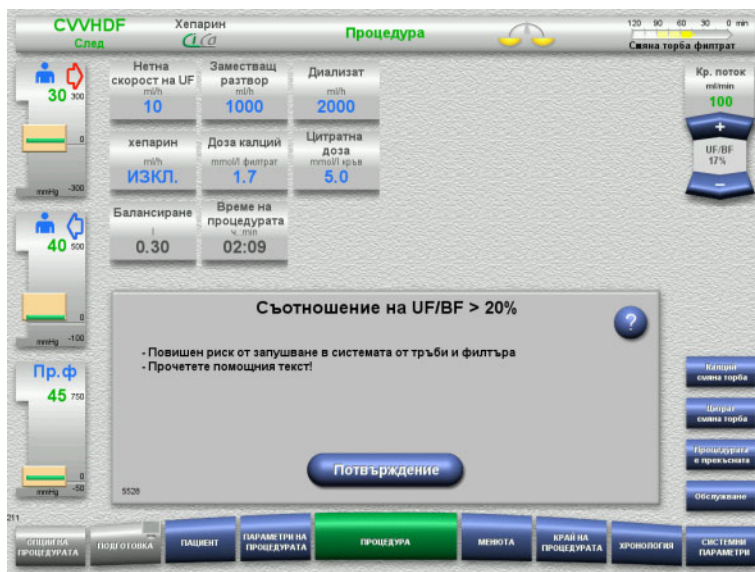 CVVHDF
След
Хепарин
Ci Ca
Процедура
120 90 60 30 0 min
Смяна торба филтрат
30
300
0
mmHg -300
40
500
0
mmHg -100
Пр.ф
45
750
0
mmHg -50
Нетна
скорост на UF
ml/h
10
Заместващ
разтвор
ml/h
1000
Диализат
ml/h
2000
хепарин
ml/h
ИЗКЛ.
Доза калций
mmol/l филтрат
1.7
Цитратна
доза
mmol/l кръв
5.0
Балансиране
l
0.30
Време на
процедурата
ч.:min
02:09
Кр. поток
ml/min
100
+
UF/BF
17%
−
Съотношение на UF/BF > 20%
?
- Повишен риск от запушване в системата от тръби и филтъра
- Прочетете помощния текст!
Потвърждение
5528
Калций
смяна торба
Цитрат
смяна торба
Процедурата
е прекъсната
Обслужване
211
ОПЦИИ НА
ПРОЦЕДУРАТА
ПОДГОТОВКА
ПАЦИЕНТ
ПАРАМЕТРИ НА
ПРОЦЕДУРАТА
ПРОЦЕДУРА
МЕНЮТА
КРАЙ НА
ПРОЦЕДУРАТА
ХРОНОЛОГИЯ
СИСТЕМНИ
ПАРАМЕТРИ